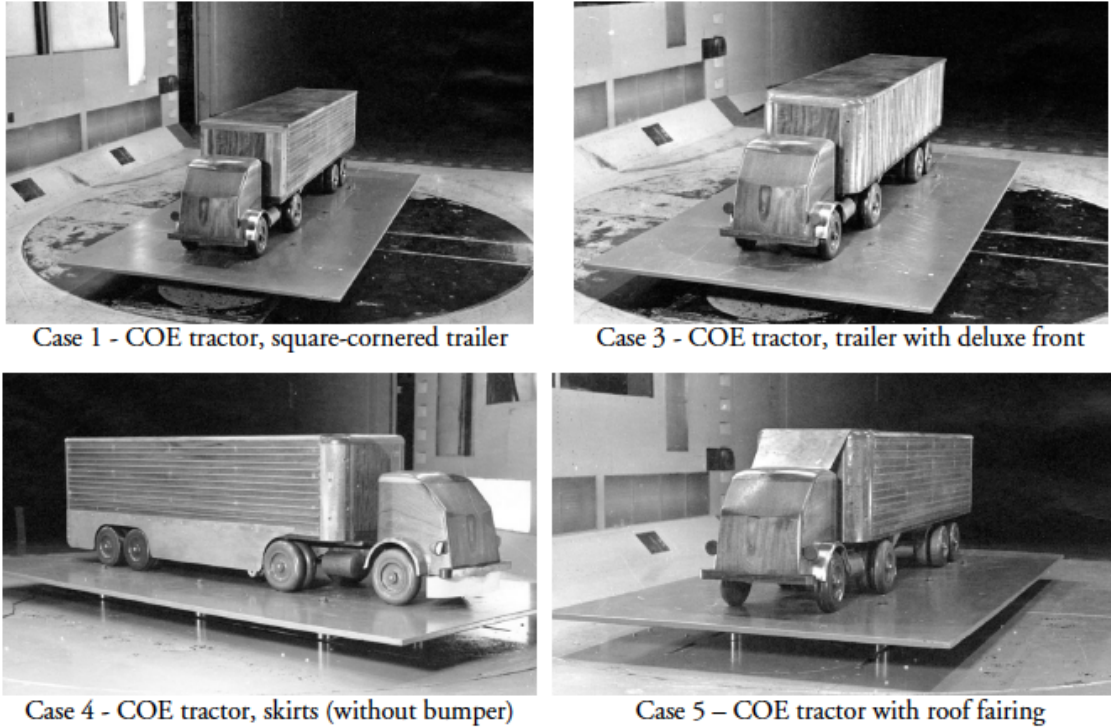 Case 1 - COE tractor, square-cornered trailer
Case 3 - COE tractor, trailer with deluxe front
Case 4 - COE tractor, skirts (without bumper)
Case 5 – COE tractor with roof fairing